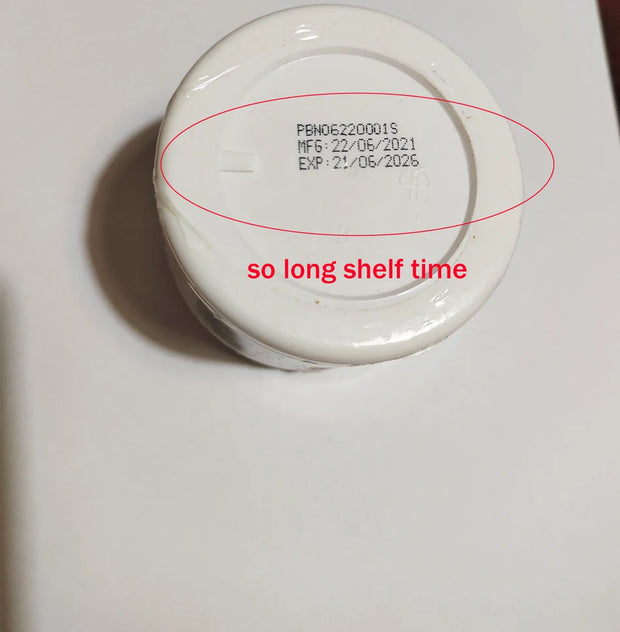 PBN06220001S
MFG:22/06/2021
EXP:21/06/2026
so long shelf time